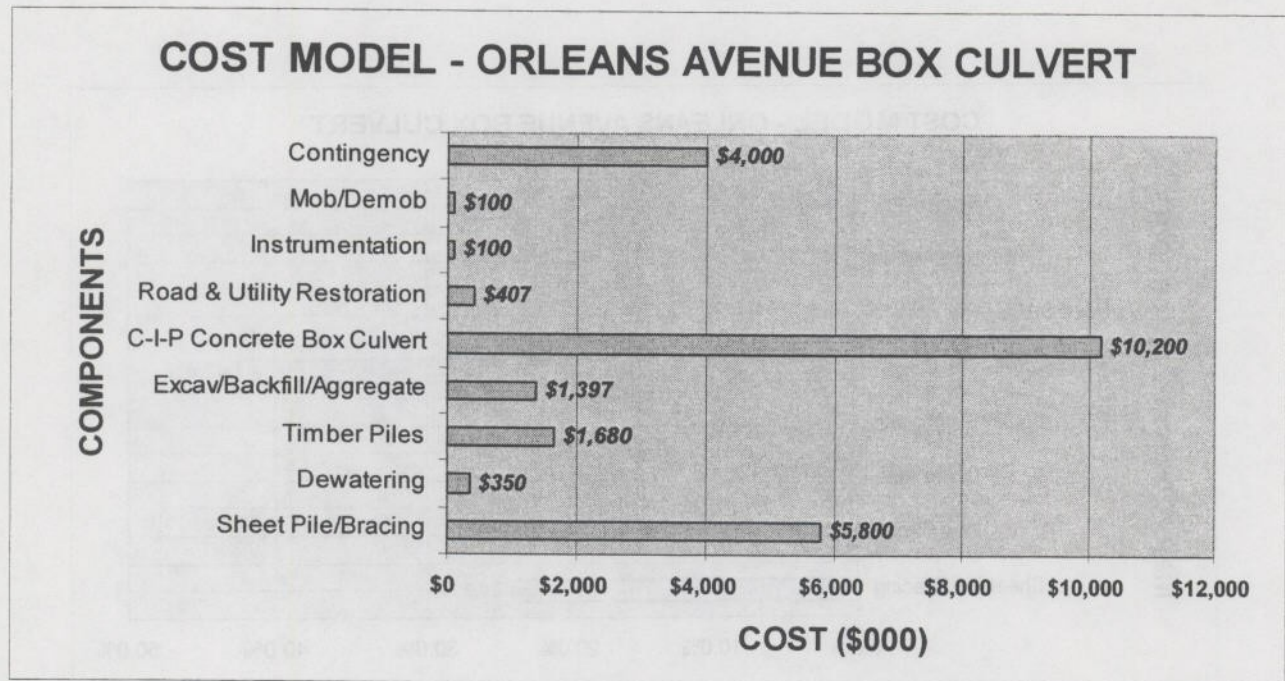 COST MODEL - ORLEANS AVENUE BOX CULVERT
COMPONENTS
Contingency $4,000
Mob/Demob $100
Instrumentation $100
Road & Utility Restoration $407
C-I-P Concrete Box Culvert $10,200
Excav/Backfill/Aggregate $1,397
Timber Piles $1,680
Dewatering $350
Sheet Pile/Bracing $5,800
$0 $2,000 $4,000 $6,000 $8,000 $10,000 $12,000
COST ($000)